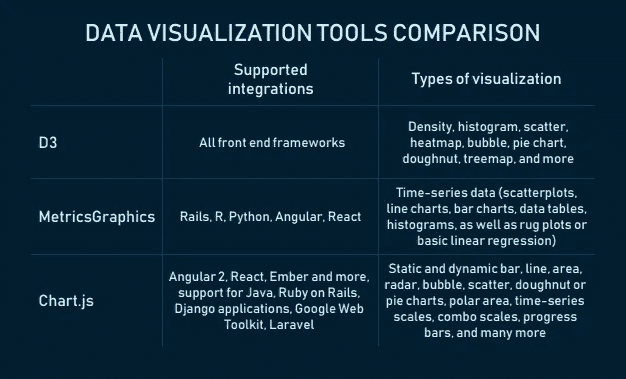 DATA VISUALIZATION TOOLS COMPARISON
Supported
integrations
Types of visualization
D3
All front end frameworks
Density, histogram, scatter,
heatmap, bubble, pie chart,
doughnut, treemap, and more
MetricsGraphics
Rails, R, Python, Angular, React
Time-series data (scatterplots,
line charts, bar charts, data tables,
histograms, as well as rug plots or
basic linear regression)
Chart.js
Angular 2, React, Ember and more,
support for Java, Ruby on Rails,
Django applications, Google Web
Toolkit, Laravel
Static and dynamic bar, line, area,
radar, bubble, scatter, doughnut or
pie charts, polar area, time-series
scales, combo scales, progress
bars, and many more